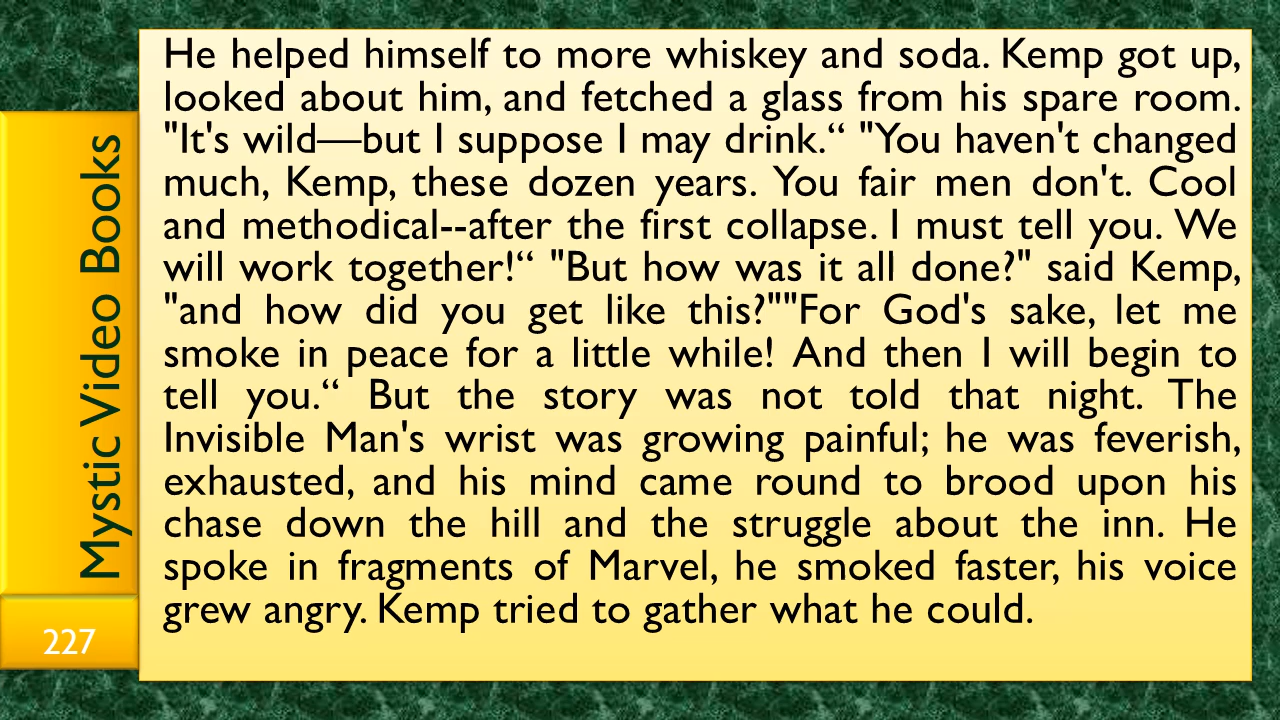 He helped himself to more whiskey and soda. Kemp got up,
looked about him, and fetched a glass from his spare room.
"It's wild—but I suppose I may drink.“ "You haven't changed
much, Kemp, these dozen years. You fair men don't. Cool
and methodical--after the first collapse. I must tell you. We
will work together!“ "But how was it all done?" said Kemp,
"and how did you get like this?""For God's sake, let me
smoke in peace for a little while! And then I will begin to
tell you.“ But the story was not told that night. The
Invisible Man's wrist was growing painful; he was feverish,
exhausted, and his mind came round to brood upon his
chase down the hill and the struggle about the inn. He
spoke in fragments of Marvel, he smoked faster, his voice
grew angry. Kemp tried to gather what he could.
Mystic Video Books
227